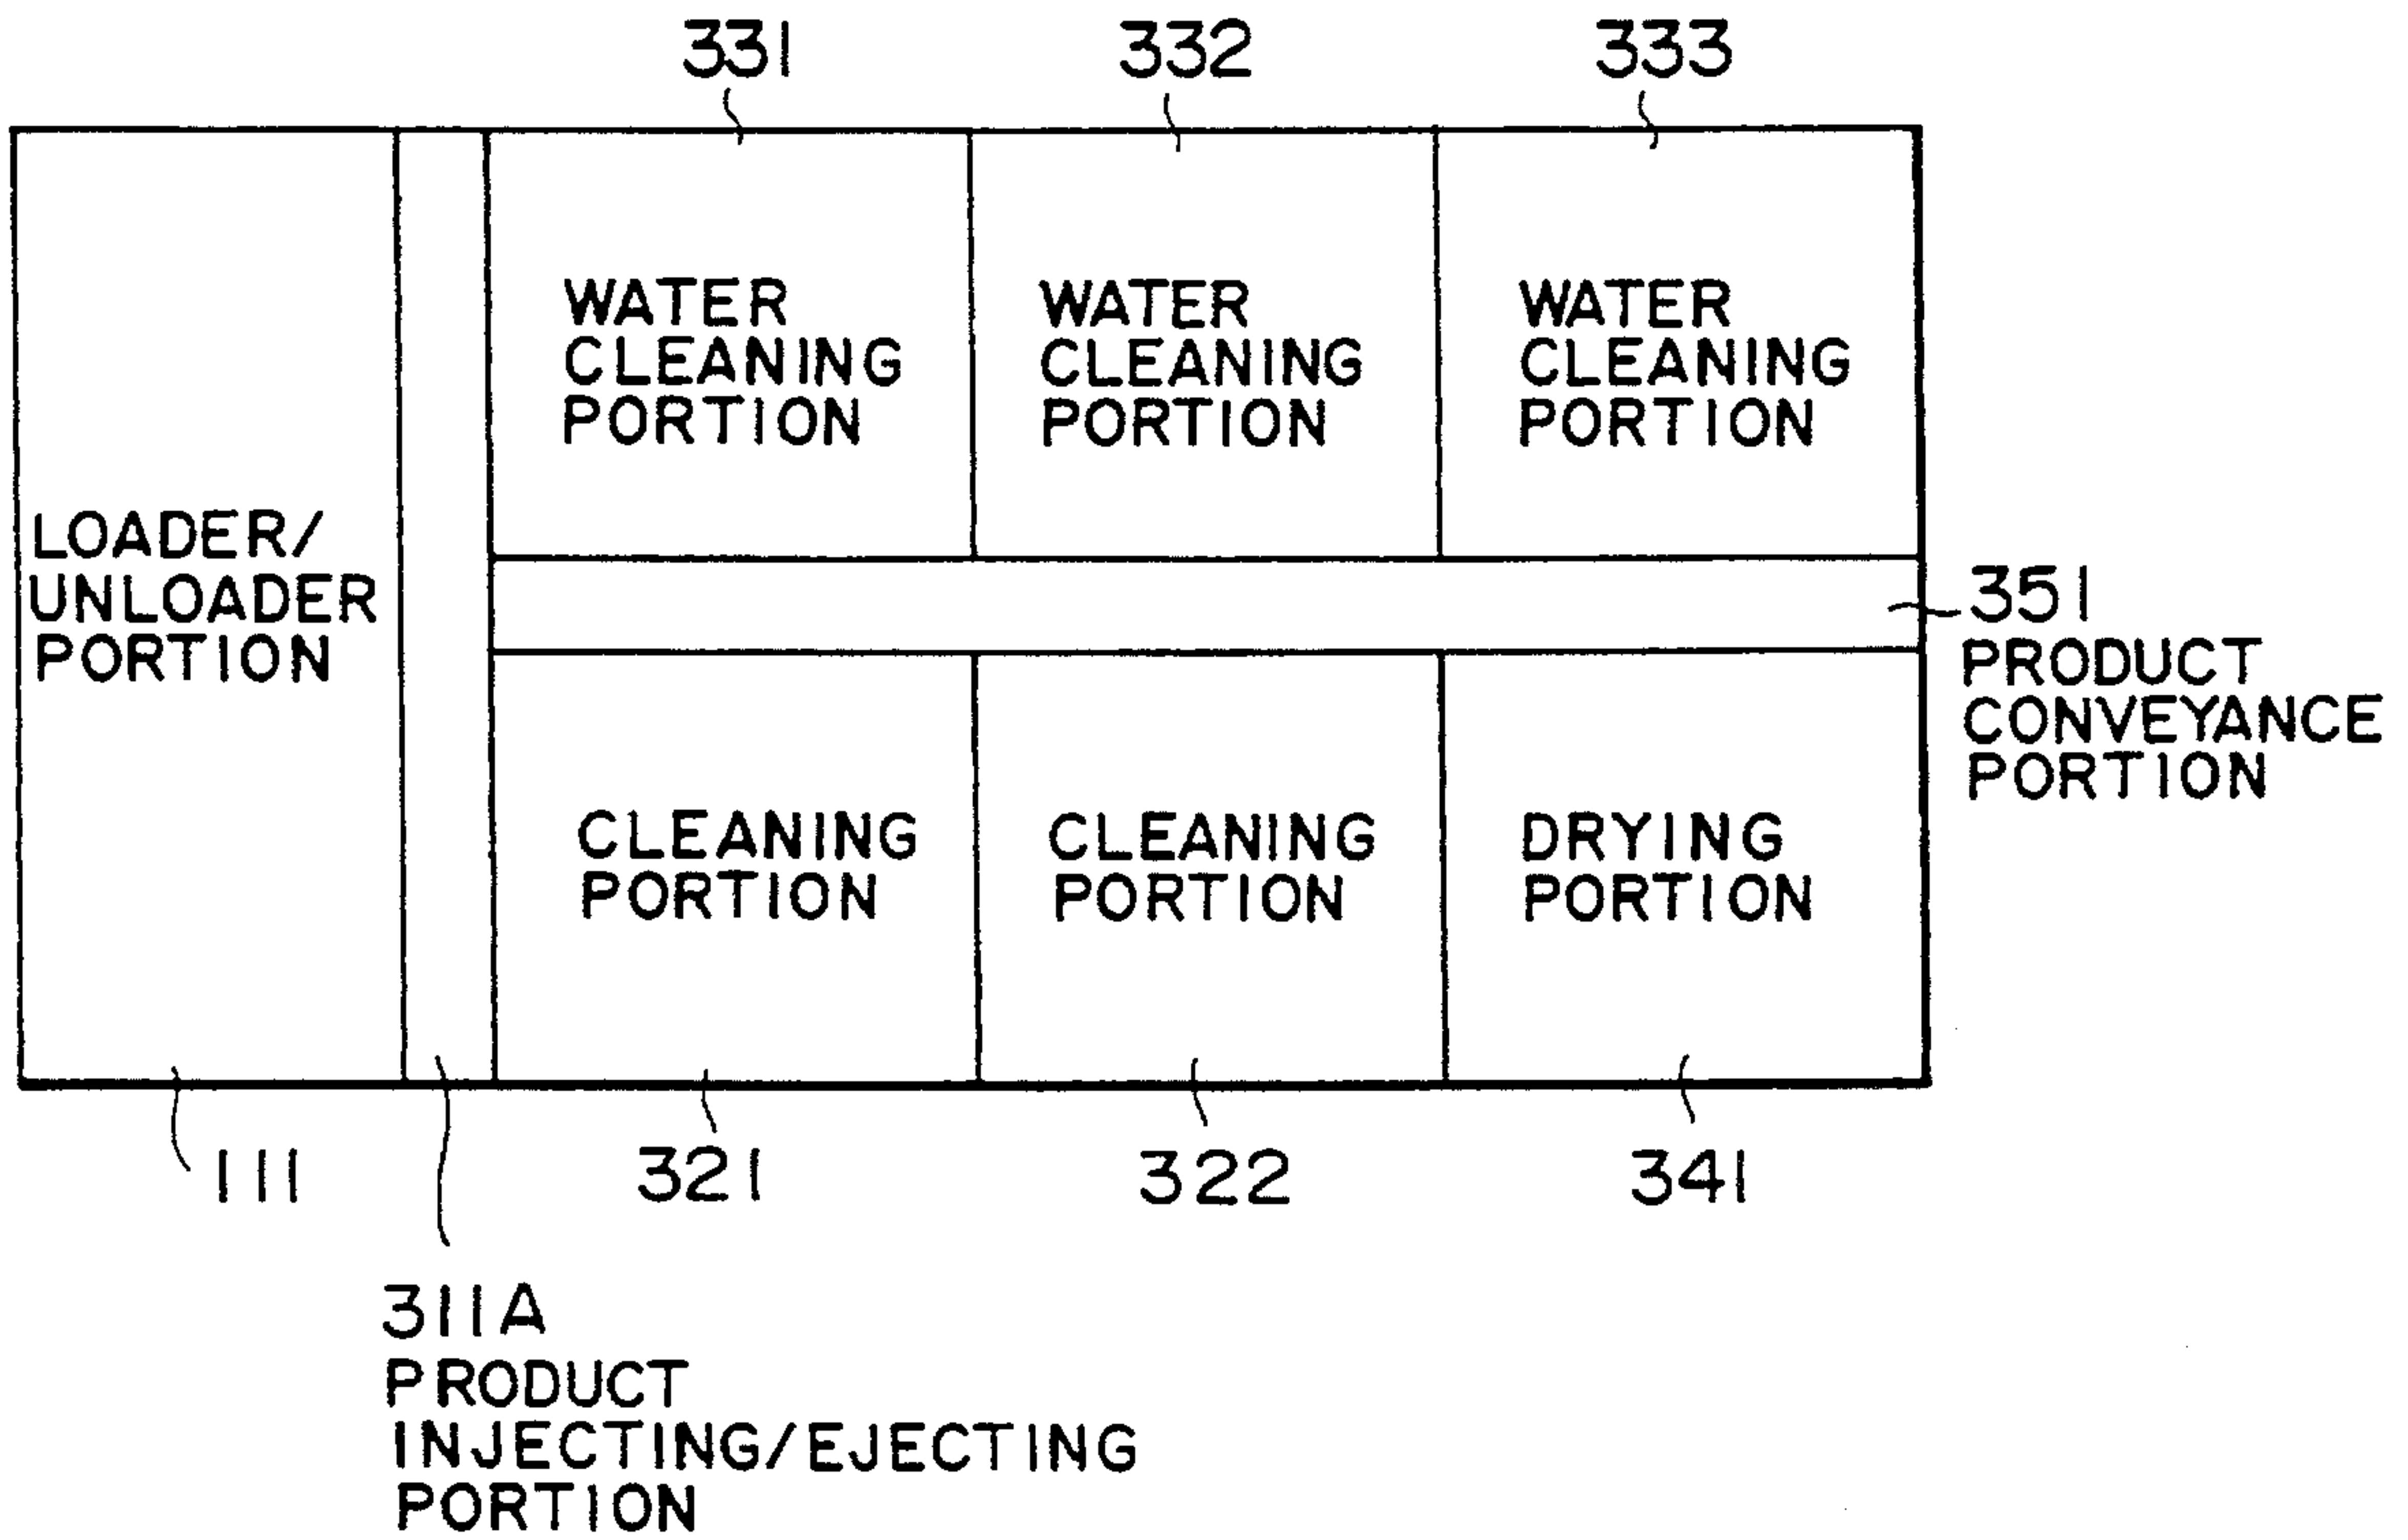 331
332
333
WATER
CLEANING
PORTION
WATER
CLEANING
PORTION
WATER
CLEANING
PORTION
LOADER/
UNLOADER
PORTION
351
PRODUCT
CONVEYANCE
PORTION
CLEANING
PORTION
CLEANING
PORTION
DRYING
PORTION
111
321
322
341
311A
PRODUCT
INJECTING/EJECTING
PORTION